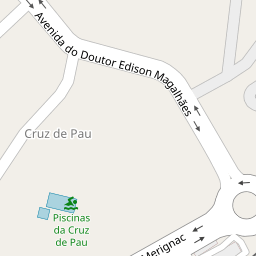 Avenida do Doutor Edison Magalhães
Cruz de Pau
Piscinas
da Cruz
de Pau
Merignac